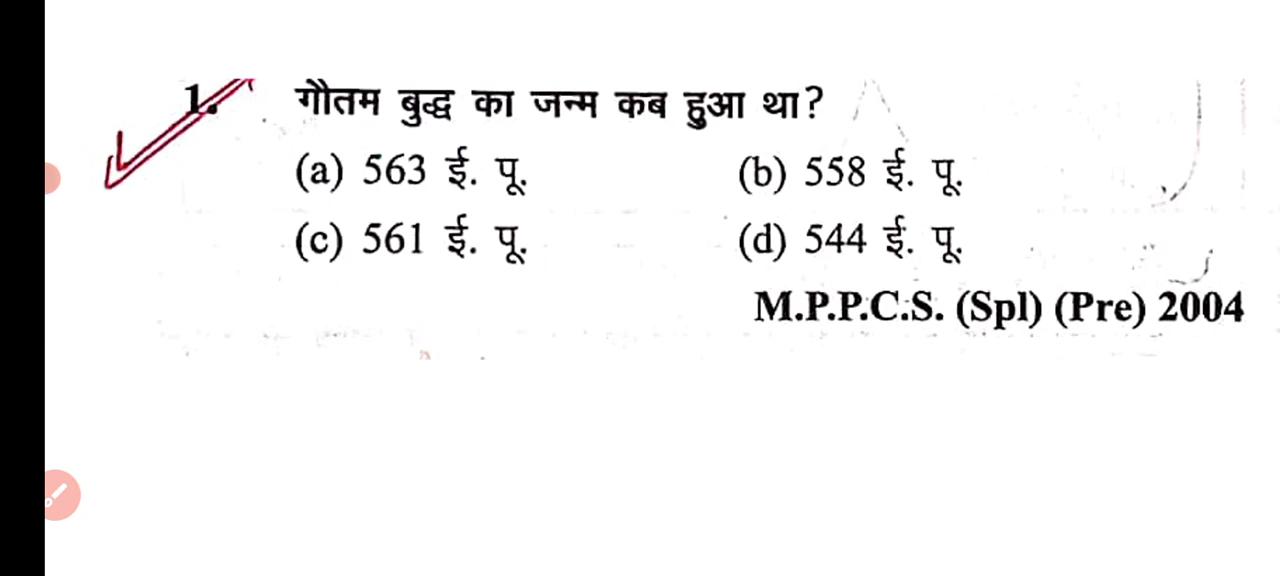 1. गौतम बुद्ध का जन्म कब हुआ था?
(a) 563 ई. पू. (b) 558 ई. पू.
(c) 561 ई. पू. (d) 544 ई. पू.
M.P.P.C.S. (Spl) (Pre) 2004